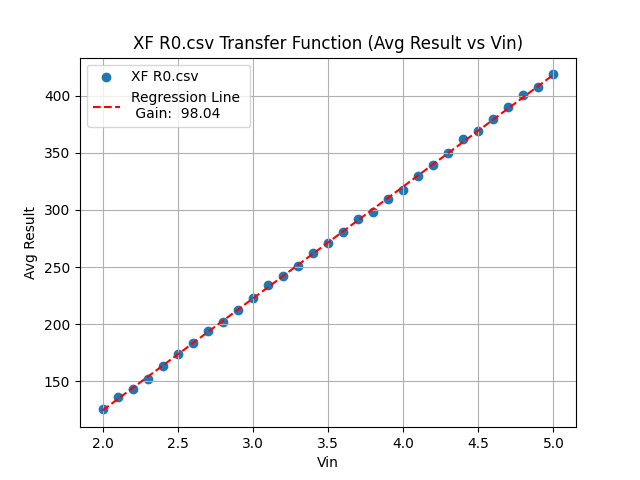 XF R0.csv Transfer Function (Avg Result vs Vin)
XF R0.csv
Regression Line
Gain:  98.04
Avg Result
400
350
300
250
200
150
2.0 2.5 3.0 3.5 4.0 4.5 5.0
Vin